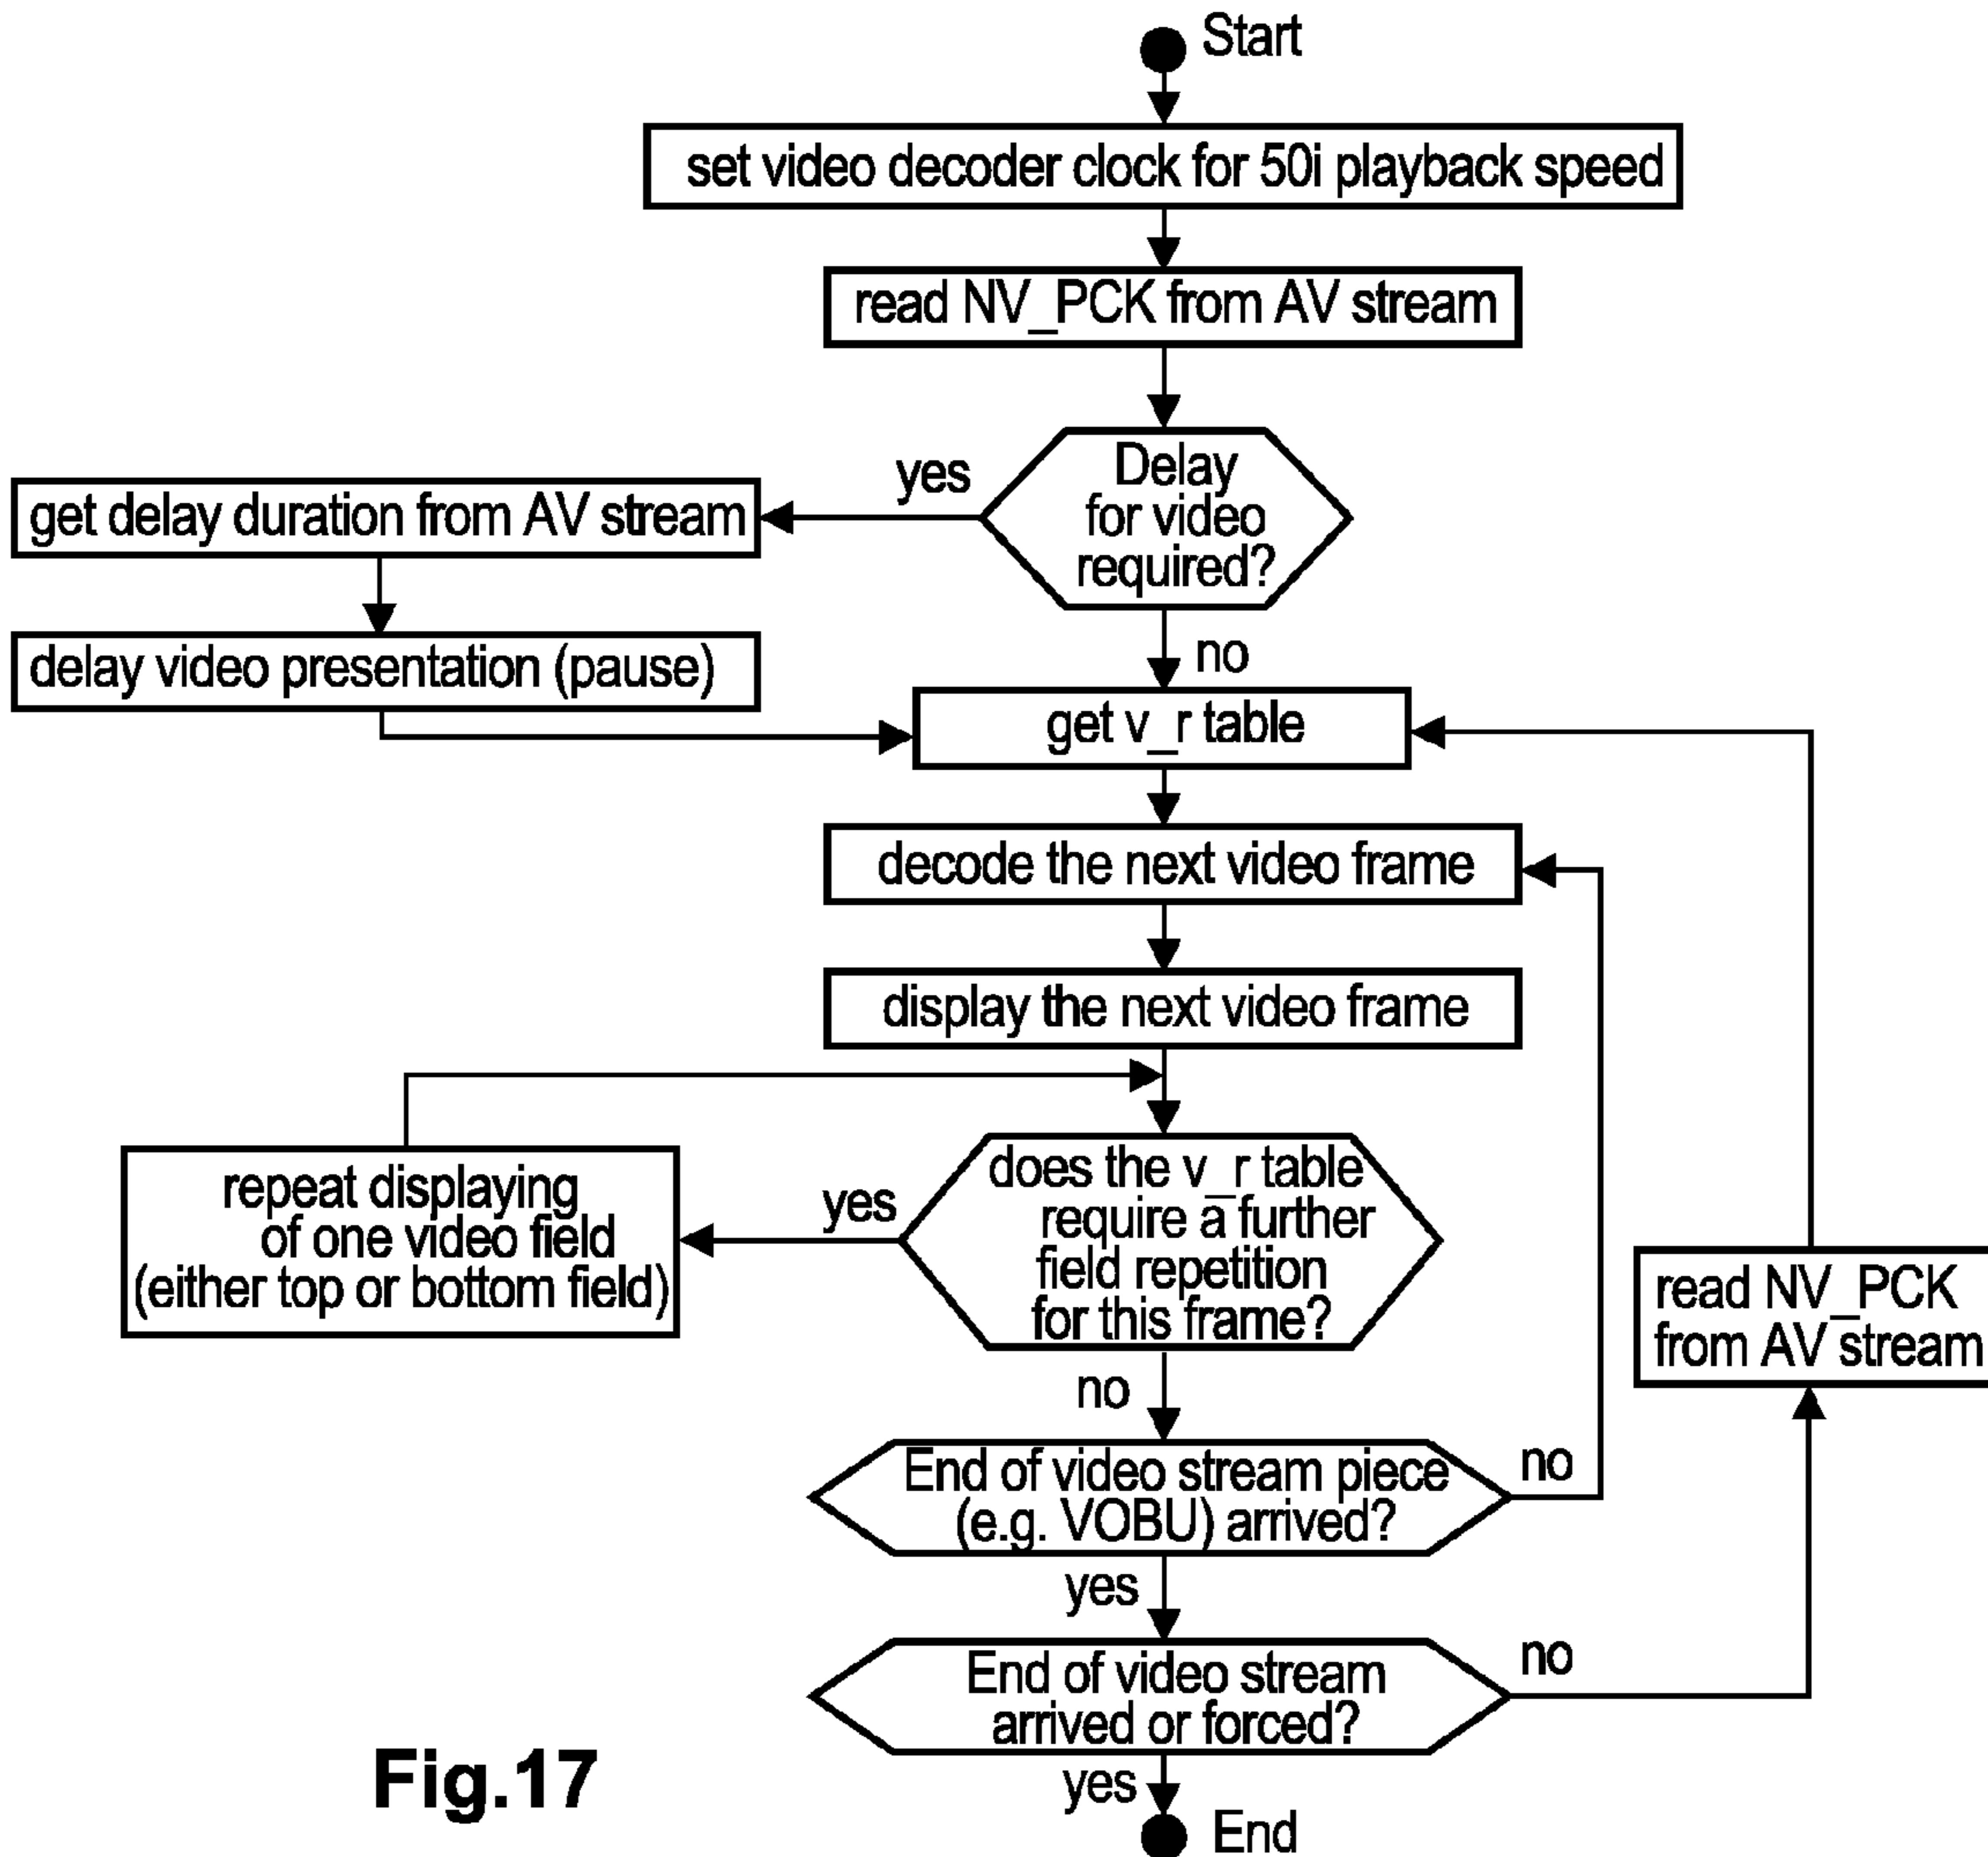 Start
set video decoder clock for 50i playback speed
read NV_PCK from AV stream
Delay
for video
required?
yes
get delay duration from AV stream
delay video presentation (pause)
no
get v_r table
decode the next video frame
display the next video frame
does the v_r table
require a further
field repetition
for this frame?
yes
repeat displaying
of one video field
(either top or bottom field)
read NV_PCK
from AV stream
no
End of video stream piece
(e.g. VOBU) arrived?
no
yes
End of video stream
arrived or forced?
no
yes
End
Fig.17